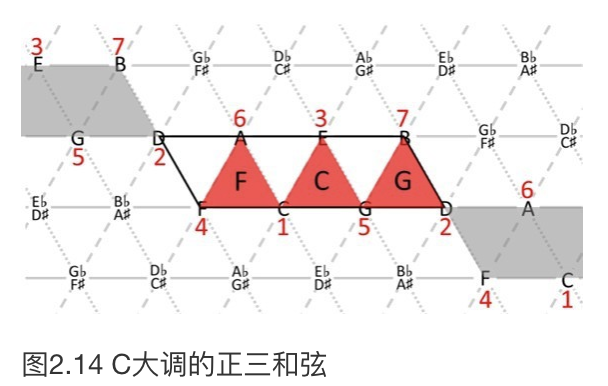 3 7
E B G♭ D♭ A♭ E♭ B♭
F♯ C♯ G♯ D♯ A♯
6 3 7
G D A E B G♭ D♭
F♯ C♯
5 2
F C G
6
E♭ B♭ F C G D A
D♯ A♯
4 1 5 2
G♭ D♭ A♭ E♭ B♭ F C
F♯ C♯ G♯ D♯ A♯
4 1
图2.14 C大调的正三和弦